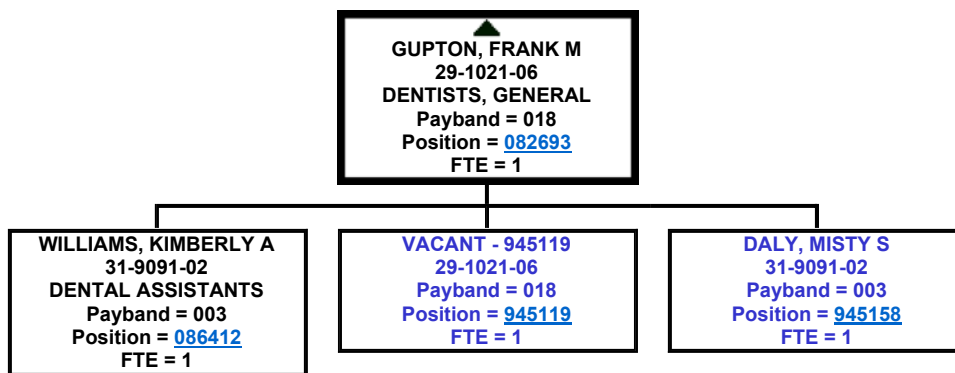 GUPTON, FRANK M
29-1021-06
DENTISTS, GENERAL
Payband = 018
Position = 082693
FTE = 1
WILLIAMS, KIMBERLY A
31-9091-02
DENTAL ASSISTANTS
Payband = 003
Position = 086412
FTE = 1
VACANT - 945119
29-1021-06
Payband = 018
Position = 945119
FTE = 1
DALY, MISTY S
31-9091-02
Payband = 003
Position = 945158
FTE = 1